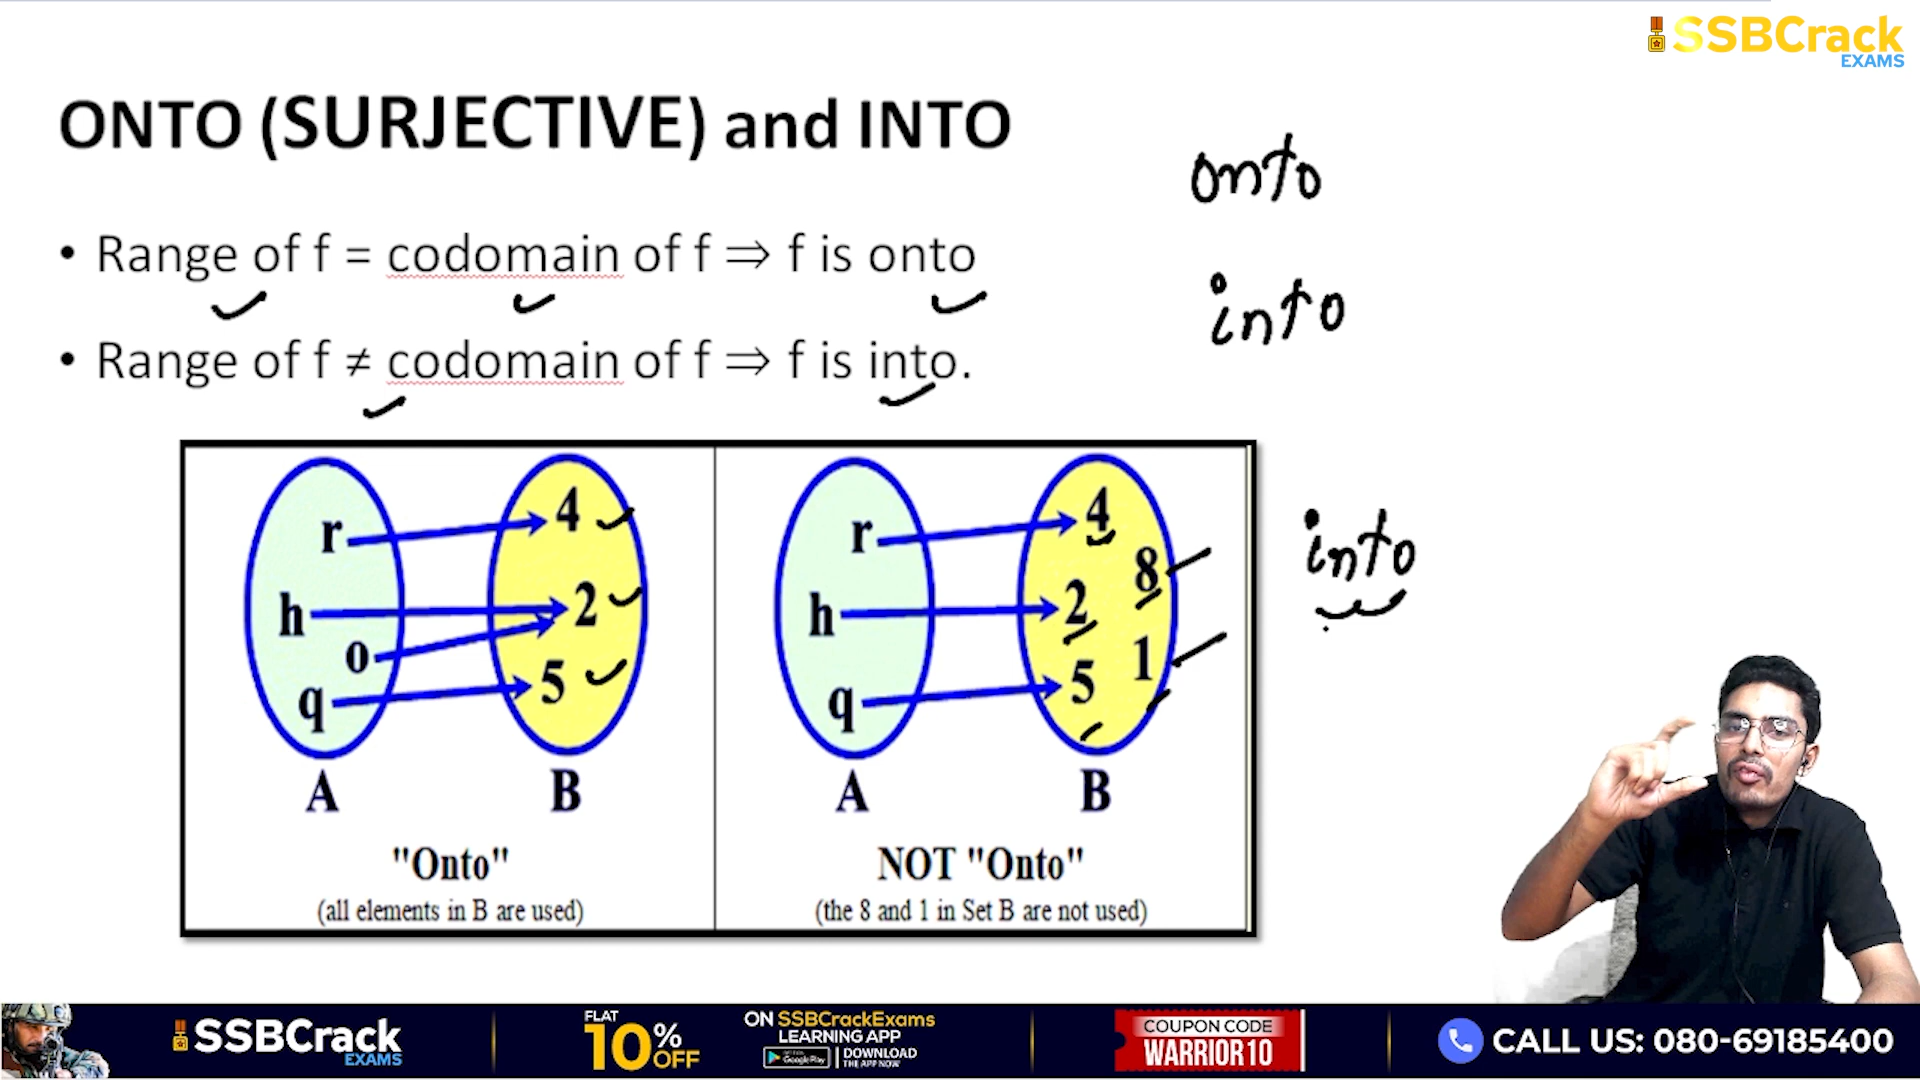 SSBCrack
EXAMS
ONTO (SURJECTIVE) and INTO
onto
• Range of f = codomain of f ⇒ f is onto
into
• Range of f ≠ codomain of f ⇒ f is into.
r
h
o
q
4
2
5
A
B
"Onto"
(all elements in B are used)
r
h
q
4
8
2
1
5
A
B
NOT "Onto"
(the 8 and 1 in Set B are not used)
into
SSBCrack
EXAMS
FLAT
10% OFF
ON SSBCrackExams
LEARNING APP
Google Play
DOWNLOAD
THE APP NOW
COUPON CODE
WARRIOR10
CALL US: 080-69185400